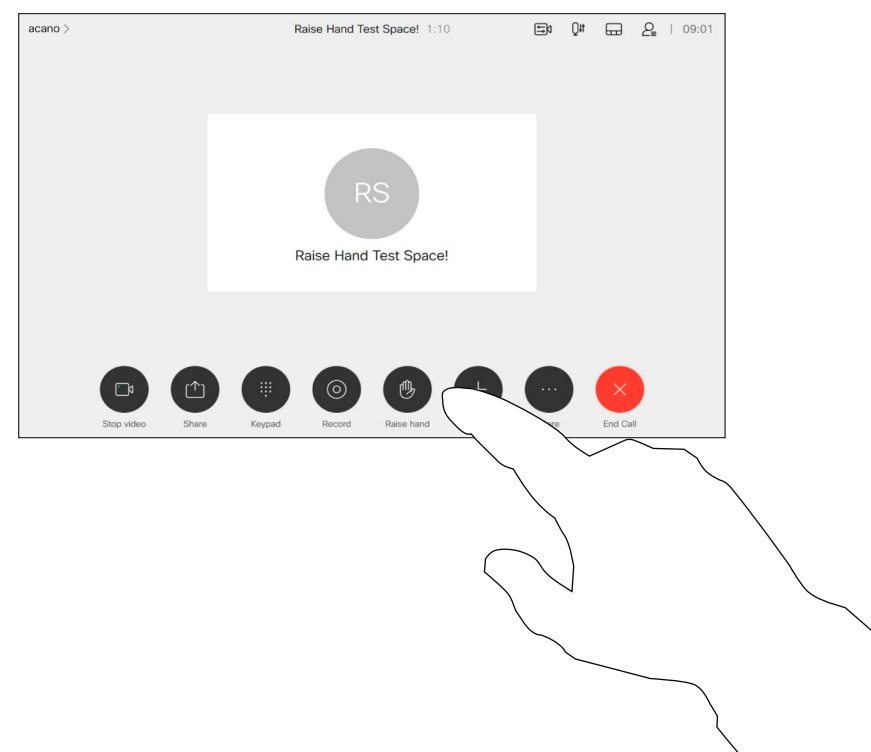 acano >
Raise Hand Test Space! 1:10
| 09:01
RS
Raise Hand Test Space!
Stop video Share Keypad Record Raise hand End Call